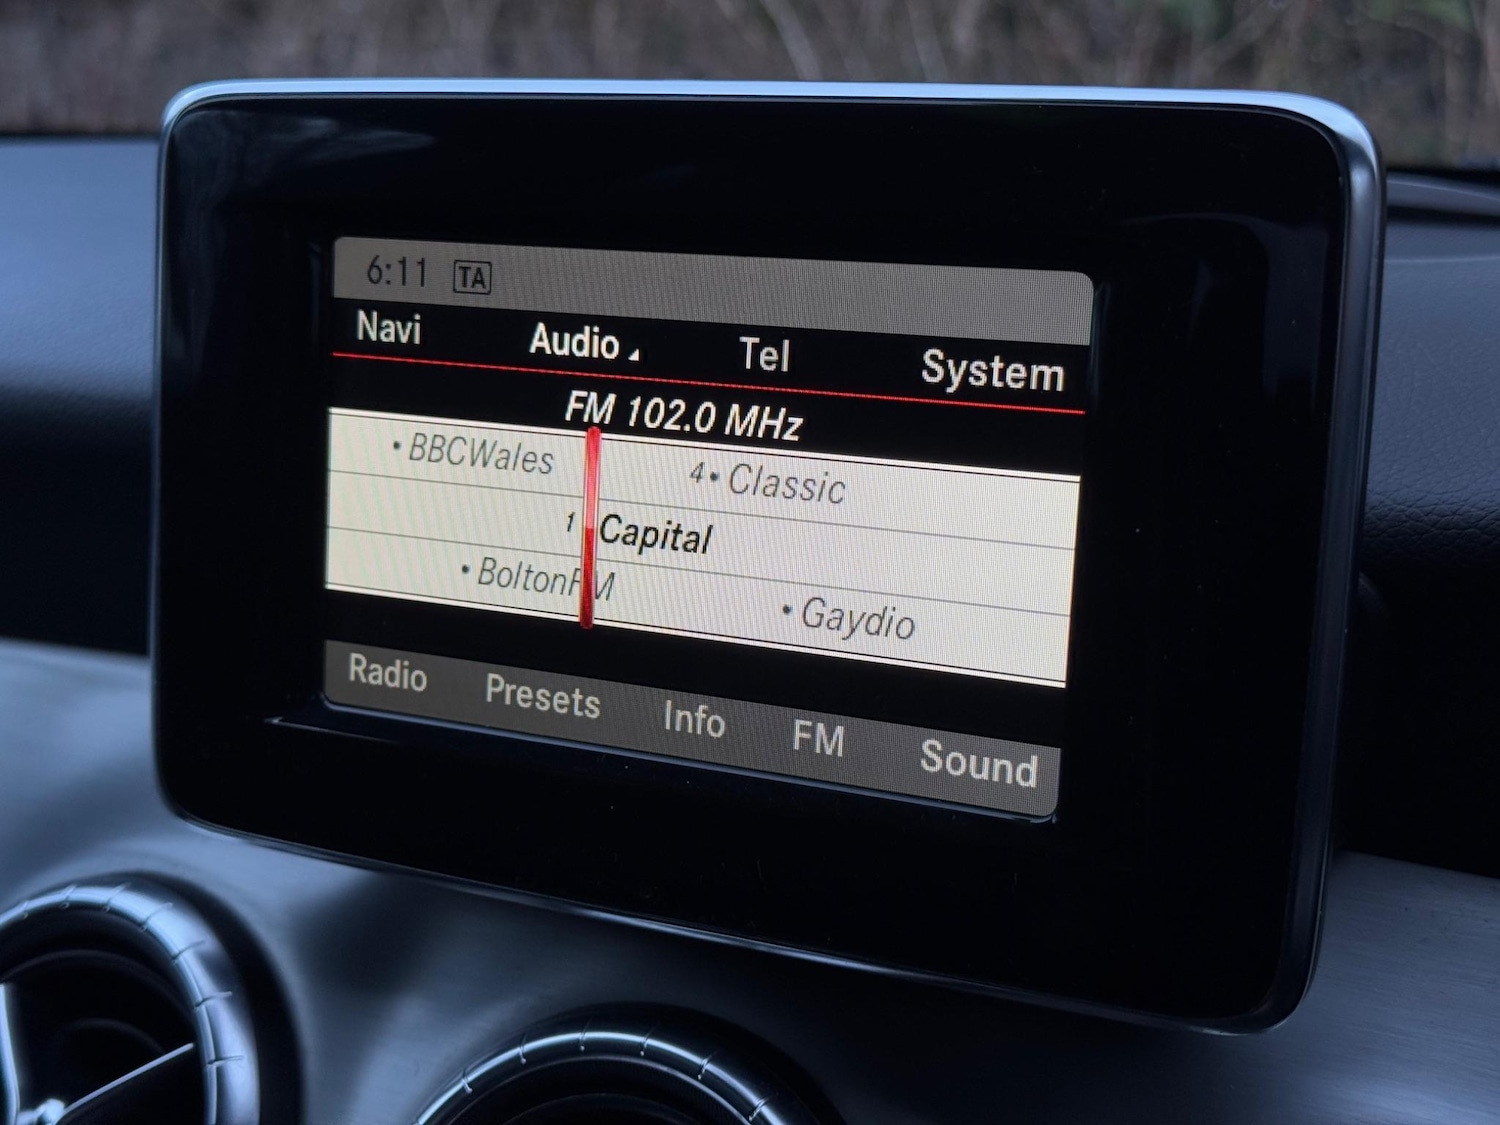 6:11 TA
Navi Audio Tel System
FM 102.0 MHz
• BBCWales 4• Classic
1 Capital
• BoltonFM • Gaydio
Radio Presets Info FM Sound